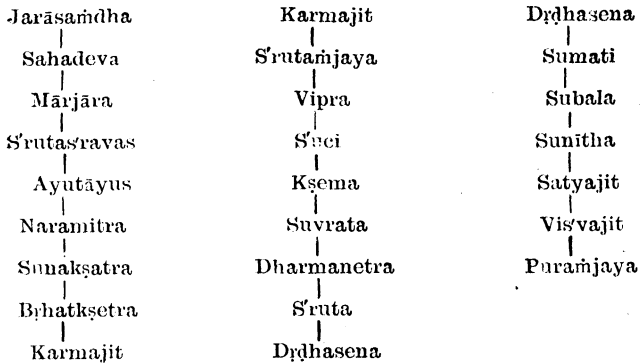 Jarāsaṁdha
Sahadeva
Mārjāra
S'rutas'ravas
Ayutāyus
Naramitra
Sunakṣatra
Bṛhatkṣetra
Karmajit
Karmajit
S'rutaṁjaya
Vipra
S'uci
Kṣema
Suvrata
Dharmanetra
S'ruta
Dṛḍhasena
Dṛḍhasena
Sumati
Subala
Sunītha
Satyajit
Vis'vajit
Puraṁjaya